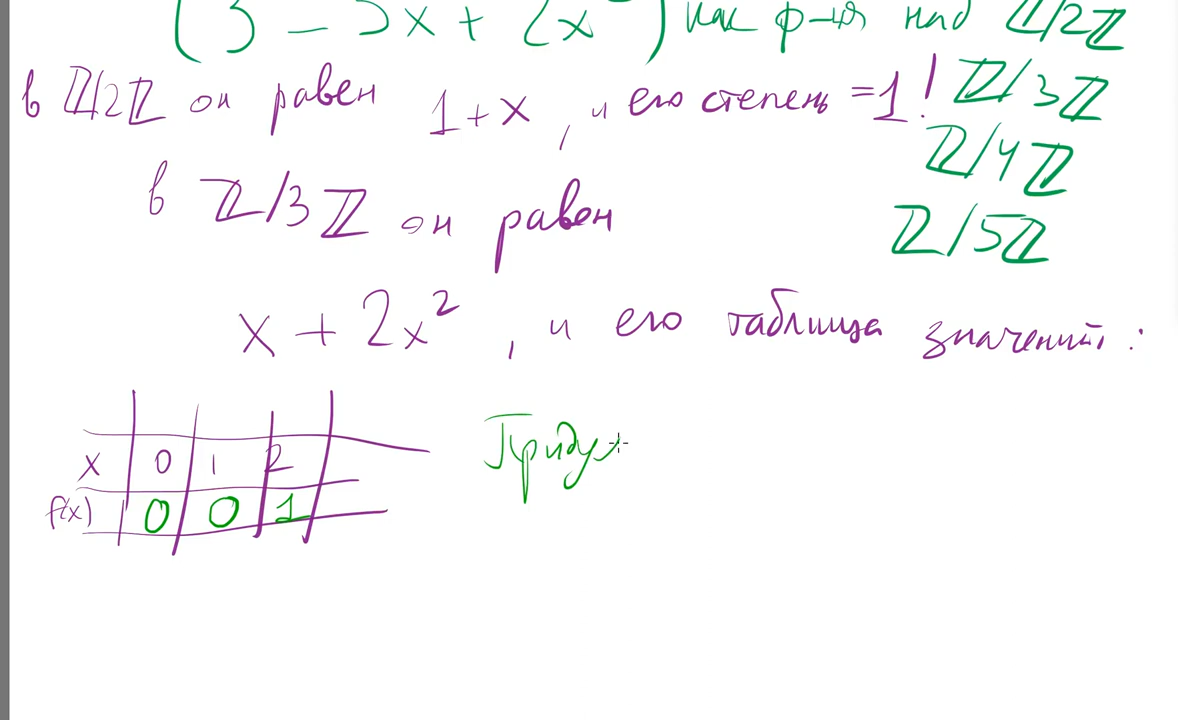 (3 - 5x + 2x ) как ф-ия над ℤ/2ℤ
в ℤ/2ℤ он равен 1+x, и его степень =1! ℤ/3ℤ
ℤ/4ℤ
в ℤ/3ℤ он равен ℤ/5ℤ
x + 2x², и его таблица значений:
x 0 1 2
f(x) 0 0 1
Приду